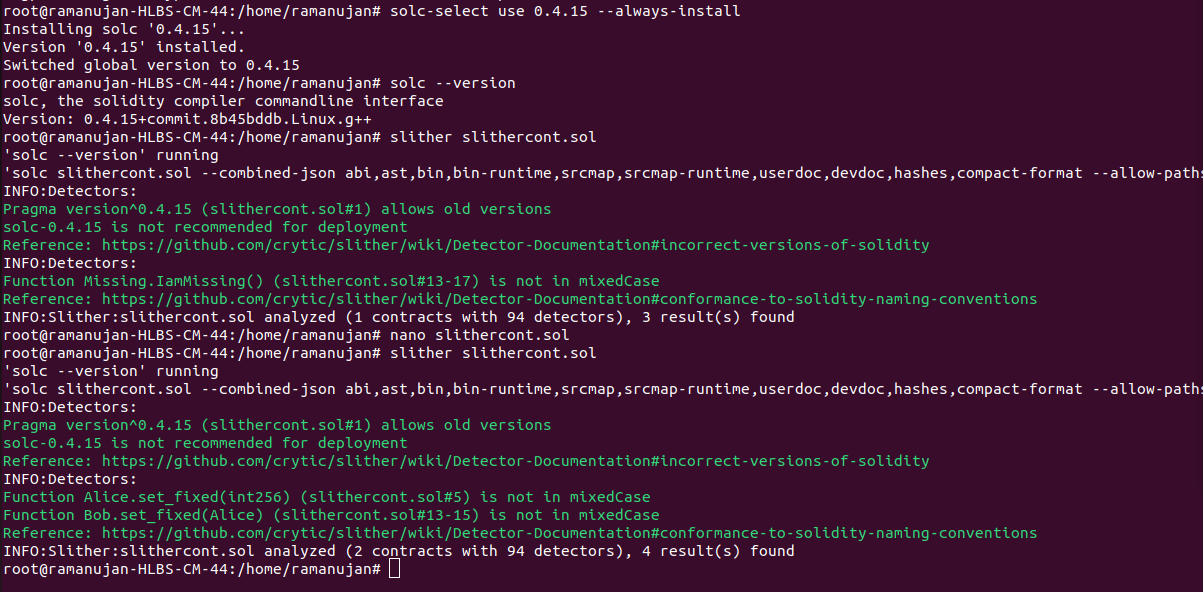 root@ramanujan-HLBS-CM-44:/home/ramanujan# solc-select use 0.4.15 --always-install
Installing solc '0.4.15'...
Version '0.4.15' installed.
Switched global version to 0.4.15
root@ramanujan-HLBS-CM-44:/home/ramanujan# solc --version
solc, the solidity compiler commandline interface
Version: 0.4.15+commit.8b45bddb.Linux.g++
root@ramanujan-HLBS-CM-44:/home/ramanujan# slither slithercont.sol
'solc --version' running
'solc slithercont.sol --combined-json abi,ast,bin,bin-runtime,srcmap,srcmap-runtime,userdoc,devdoc,hashes,compact-format --allow-paths
INFO:Detectors:
Pragma version^0.4.15 (slithercont.sol#1) allows old versions
solc-0.4.15 is not recommended for deployment
Reference: https://github.com/crytic/slither/wiki/Detector-Documentation#incorrect-versions-of-solidity
INFO:Detectors:
Function Missing.IamMissing() (slithercont.sol#13-17) is not in mixedCase
Reference: https://github.com/crytic/slither/wiki/Detector-Documentation#conformance-to-solidity-naming-conventions
INFO:Slither:slithercont.sol analyzed (1 contracts with 94 detectors), 3 result(s) found
root@ramanujan-HLBS-CM-44:/home/ramanujan# nano slithercont.sol
root@ramanujan-HLBS-CM-44:/home/ramanujan# slither slithercont.sol
'solc --version' running
'solc slithercont.sol --combined-json abi,ast,bin,bin-runtime,srcmap,srcmap-runtime,userdoc,devdoc,hashes,compact-format --allow-paths
INFO:Detectors:
Pragma version^0.4.15 (slithercont.sol#1) allows old versions
solc-0.4.15 is not recommended for deployment
Reference: https://github.com/crytic/slither/wiki/Detector-Documentation#incorrect-versions-of-solidity
INFO:Detectors:
Function Alice.set_fixed(int256) (slithercont.sol#5) is not in mixedCase
Function Bob.set_fixed(Alice) (slithercont.sol#13-15) is not in mixedCase
Reference: https://github.com/crytic/slither/wiki/Detector-Documentation#conformance-to-solidity-naming-conventions
INFO:Slither:slithercont.sol analyzed (2 contracts with 94 detectors), 4 result(s) found
root@ramanujan-HLBS-CM-44:/home/ramanujan#